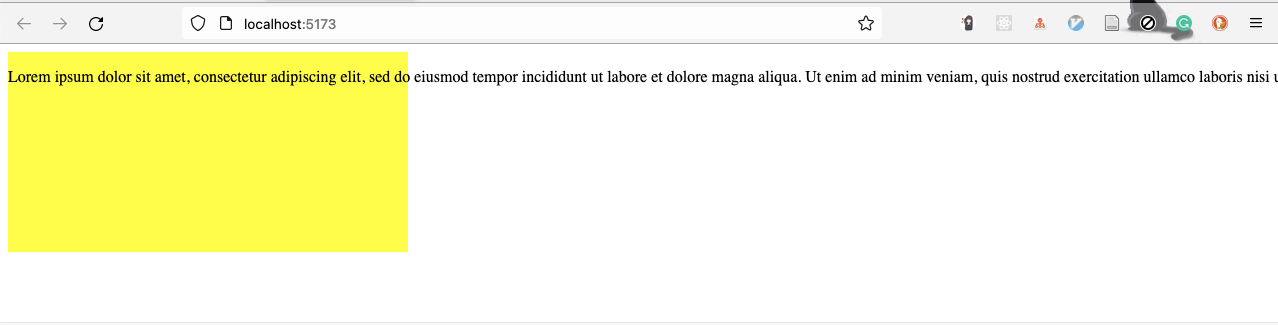 localhost:5173
Lorem ipsum dolor sit amet, consectetur adipiscing elit, sed do eiusmod tempor incididunt ut labore et dolore magna aliqua. Ut enim ad minim veniam, quis nostrud exercitation ullamco laboris nisi